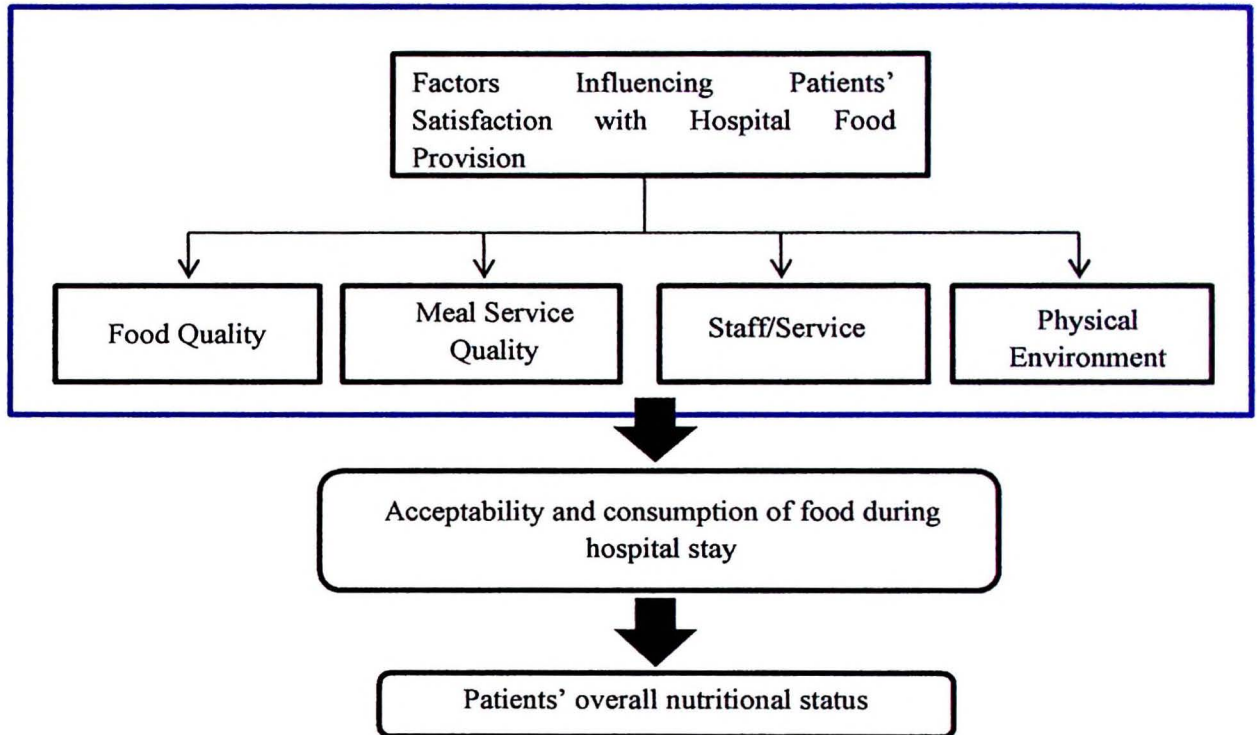 Factors Influencing Patients’
Satisfaction with Hospital Food
Provision
Food Quality
Meal Service
Quality
Staff/Service
Physical
Environment
Acceptability and consumption of food during
hospital stay
Patients’ overall nutritional status